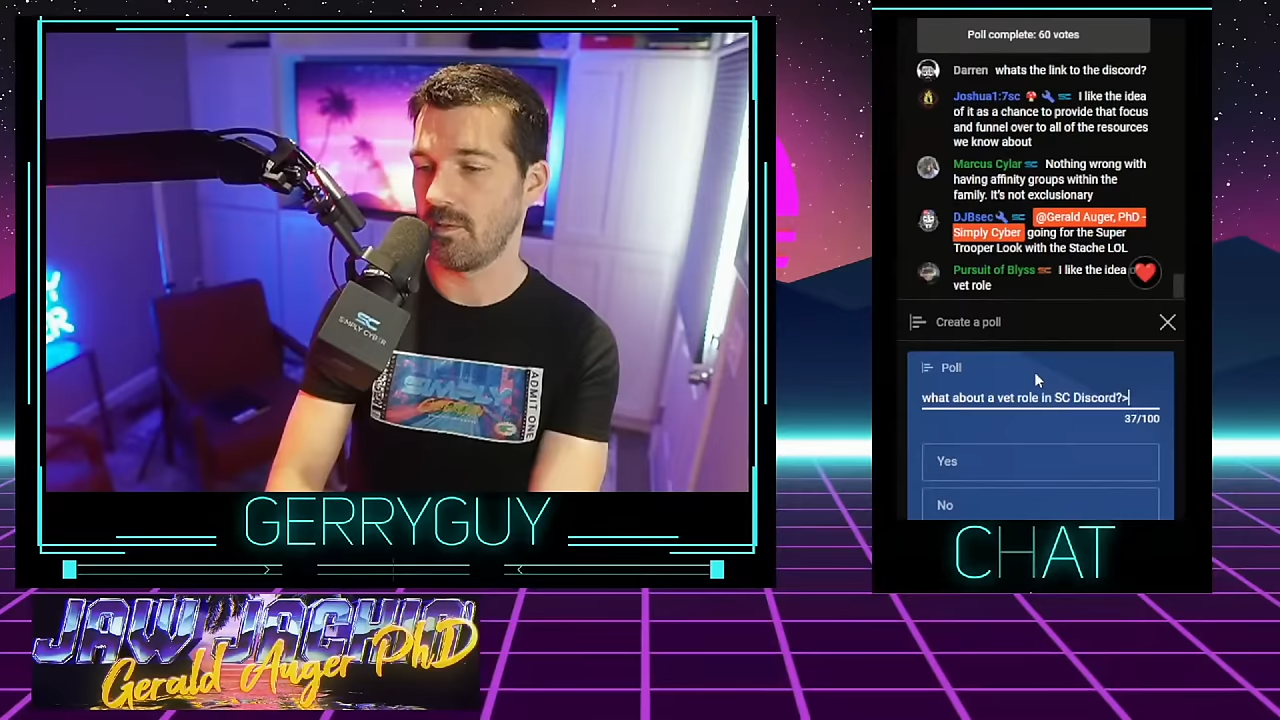 SIMPLY CYBER
SIMPLY
ADMIT ONE
GERRYGUY
JAW JACKIN'
Gerald Auger PhD
Poll complete: 60 votes
Darren whats the link to the discord?
Joshua1:7sc I like the idea
of it as a chance to provide that focus
and funnel over to all of the resources
we know about
Marcus Cylar Nothing wrong with
having affinity groups within the
family. It's not exclusionary
DJBsec @Gerald Auger, PhD -
Simply Cyber going for the Super
Trooper Look with the Stache LOL
Pursuit of Blyss I like the idea
vet role
Create a poll
Poll
what about a vet role in SC Discord?>
37/100
Yes
No
CHAT